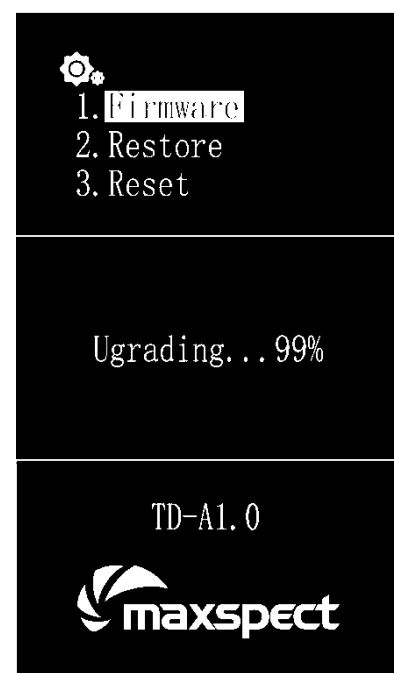 1. Firmware
2. Restore
3. Reset
Ugrading...99%
TD-A1.0
maxspect